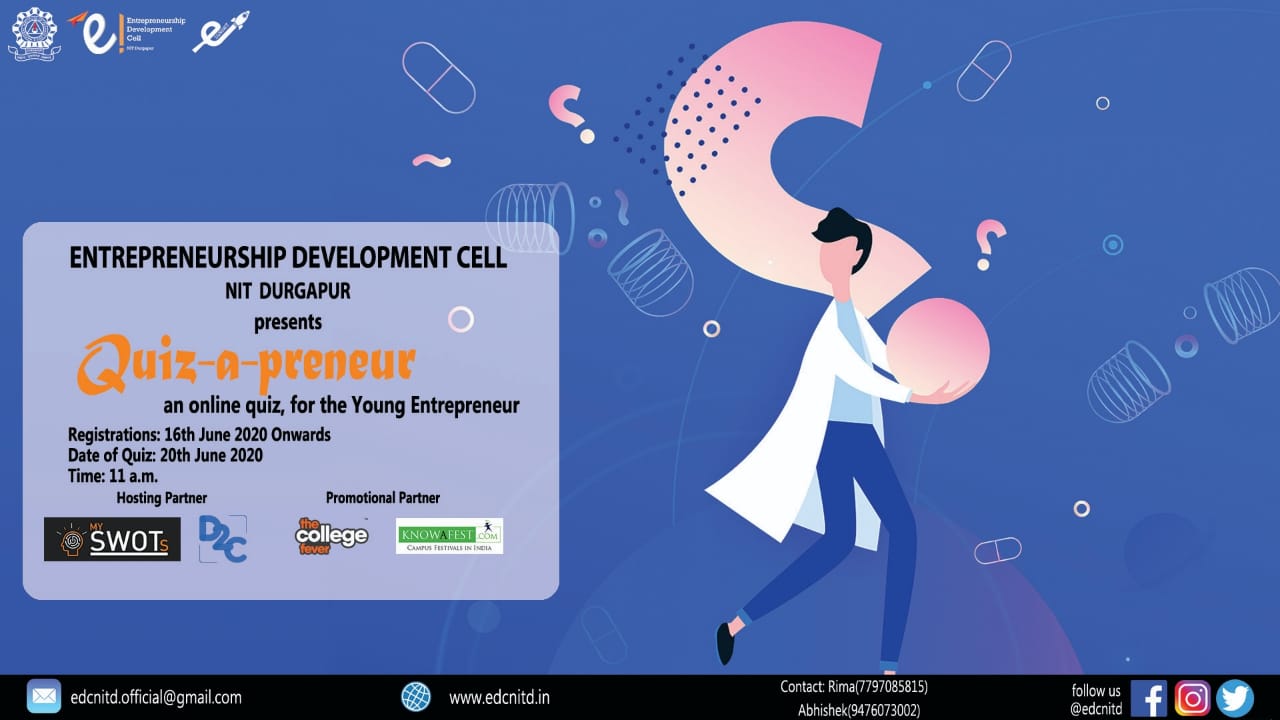 Entrepreneurship
Development
Cell
NIT Durgapur
ENTREPRENEURSHIP DEVELOPMENT CELL
NIT DURGAPUR
presents
Quiz-a-preneur
an online quiz, for the Young Entrepreneur
Registrations: 16th June 2020 Onwards
Date of Quiz: 20th June 2020
Time: 11 a.m.
Hosting Partner
Promotional Partner
MY
SWOTs
D2C
the
college
fever
KNOWAFEST.COM
CAMPUS FESTIVALS IN INDIA
edcnitd.official@gmail.com
www.edcnitd.in
Contact: Rima(7797085815)
Abhishek(9476073002)
follow us
@edcnitd